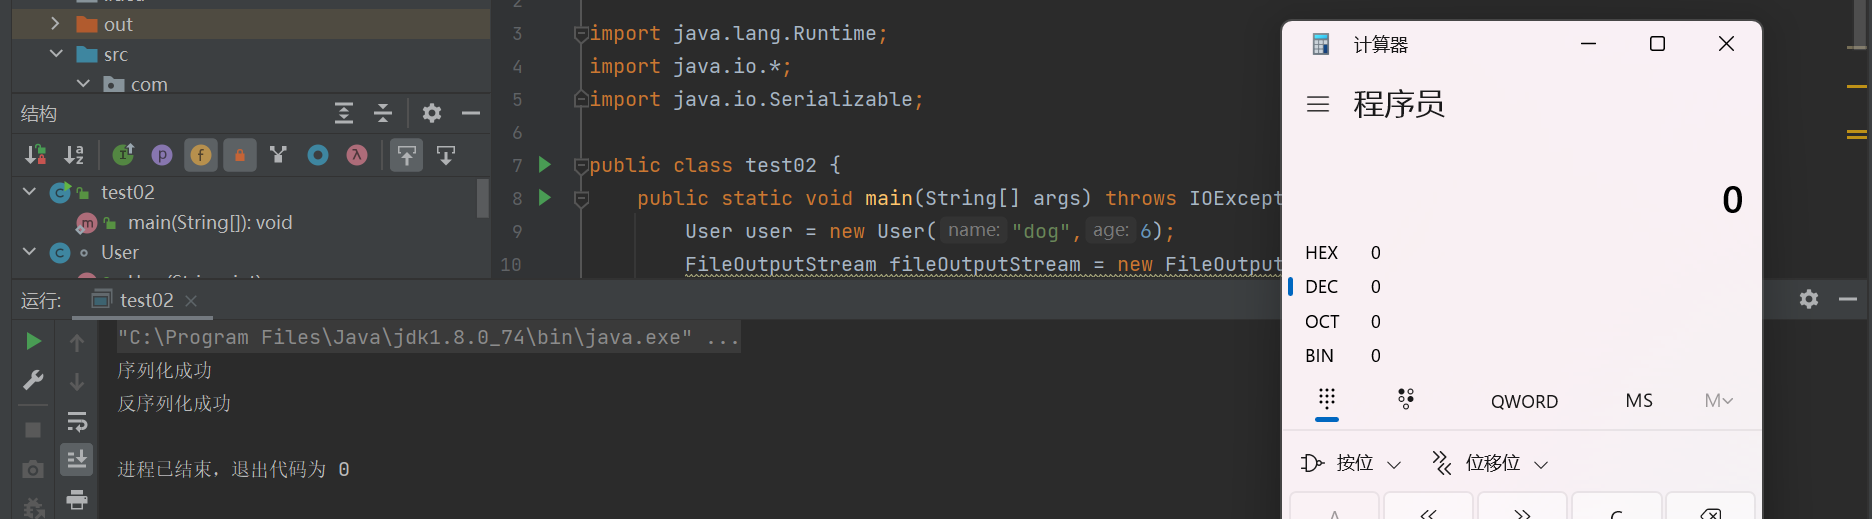 out
src
com
结构
test02
main(String[]): void
User
2
3 import java.lang.Runtime;
4 import java.io.*;
5 import java.io.Serializable;
6
7 public class test02 {
8 public static void main(String[] args) throws IOExcept
9 User user = new User( name: "dog", age: 6);
10 FileOutputStream fileOutputStream = new FileOutput
运行: test02
"C:\Program Files\Java\jdk1.8.0_74\bin\java.exe" ...
序列化成功
反序列化成功
进程已结束，退出代码为 0
计算器
程序员
0
HEX 0
DEC 0
OCT 0
BIN 0
QWORD MS M
按位 位移位